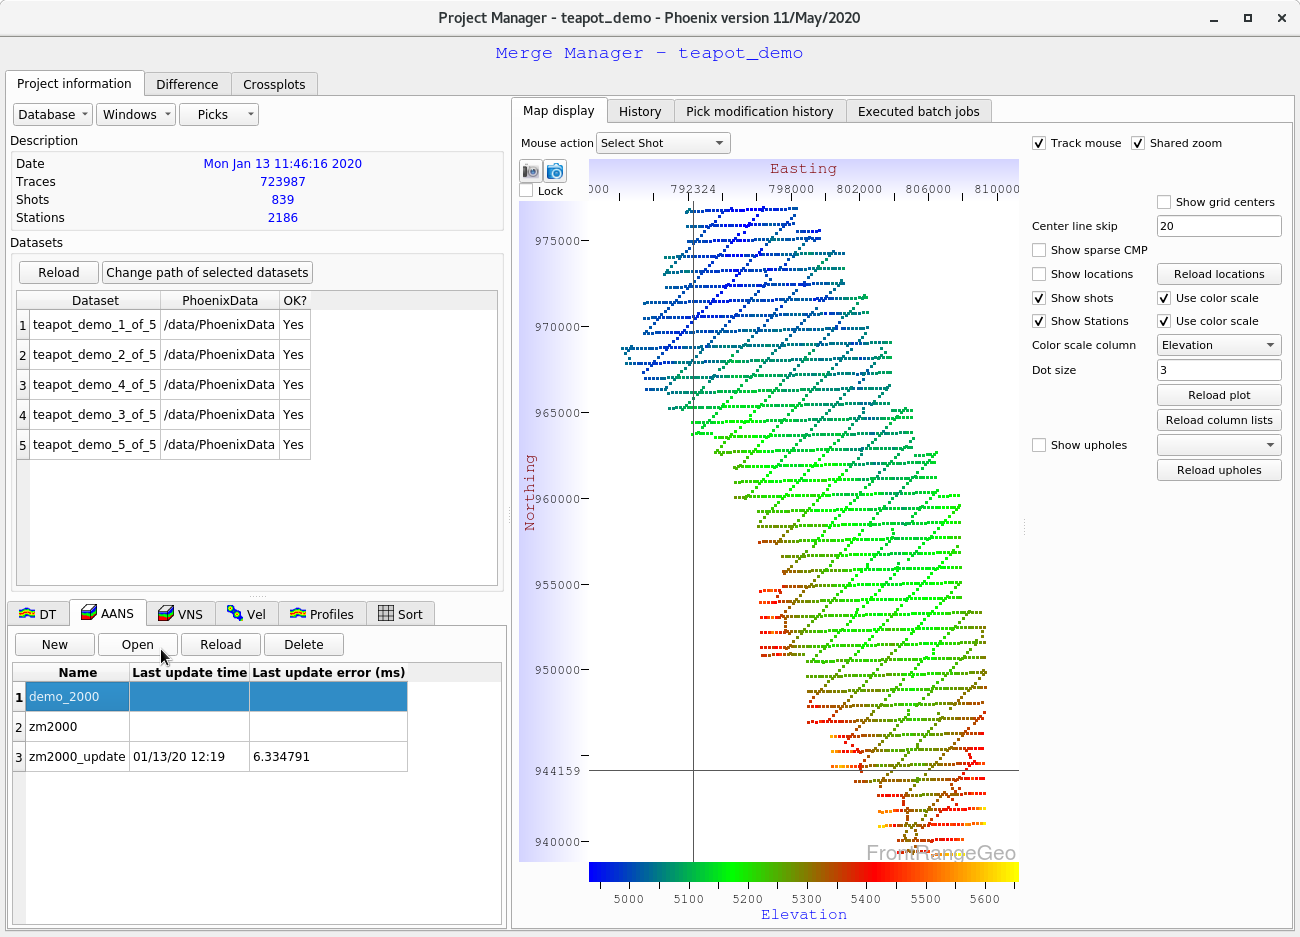 Project Manager - teapot_demo - Phoenix version 11/May/2020
Merge Manager - teapot_demo
Project information Difference Crossplots
Database Windows Picks
Description
Date Mon Jan 13 11:46:16 2020
Traces 723987
Shots 839
Stations 2186
Datasets
Reload Change path of selected datasets
Dataset PhoenixData OK?
1 teapot_demo_1_of_5 /data/PhoenixData Yes
2 teapot_demo_2_of_5 /data/PhoenixData Yes
3 teapot_demo_4_of_5 /data/PhoenixData Yes
4 teapot_demo_3_of_5 /data/PhoenixData Yes
5 teapot_demo_5_of_5 /data/PhoenixData Yes
DT AANS VNS Vel Profiles Sort
New Open Reload Delete
Name Last update time Last update error (ms)
1 demo_2000
2 zm2000
3 zm2000_update 01/13/20 12:19 6.334791
Map display History Pick modification history Executed batch jobs
Mouse action Select Shot
Lock
Easting
000 792324 798000 802000 806000 810000
Northing
975000
970000
965000
960000
955000
950000
944159
940000
FrontRangeGeo
5000 5100 5200 5300 5400 5500 5600
Elevation
Track mouse Shared zoom
Show grid centers
Center line skip 20
Show sparse CMP
Show locations Reload locations
Show shots Use color scale
Show Stations Use color scale
Color scale column Elevation
Dot size 3
Reload plot
Reload column lists
Show upholes
Reload upholes